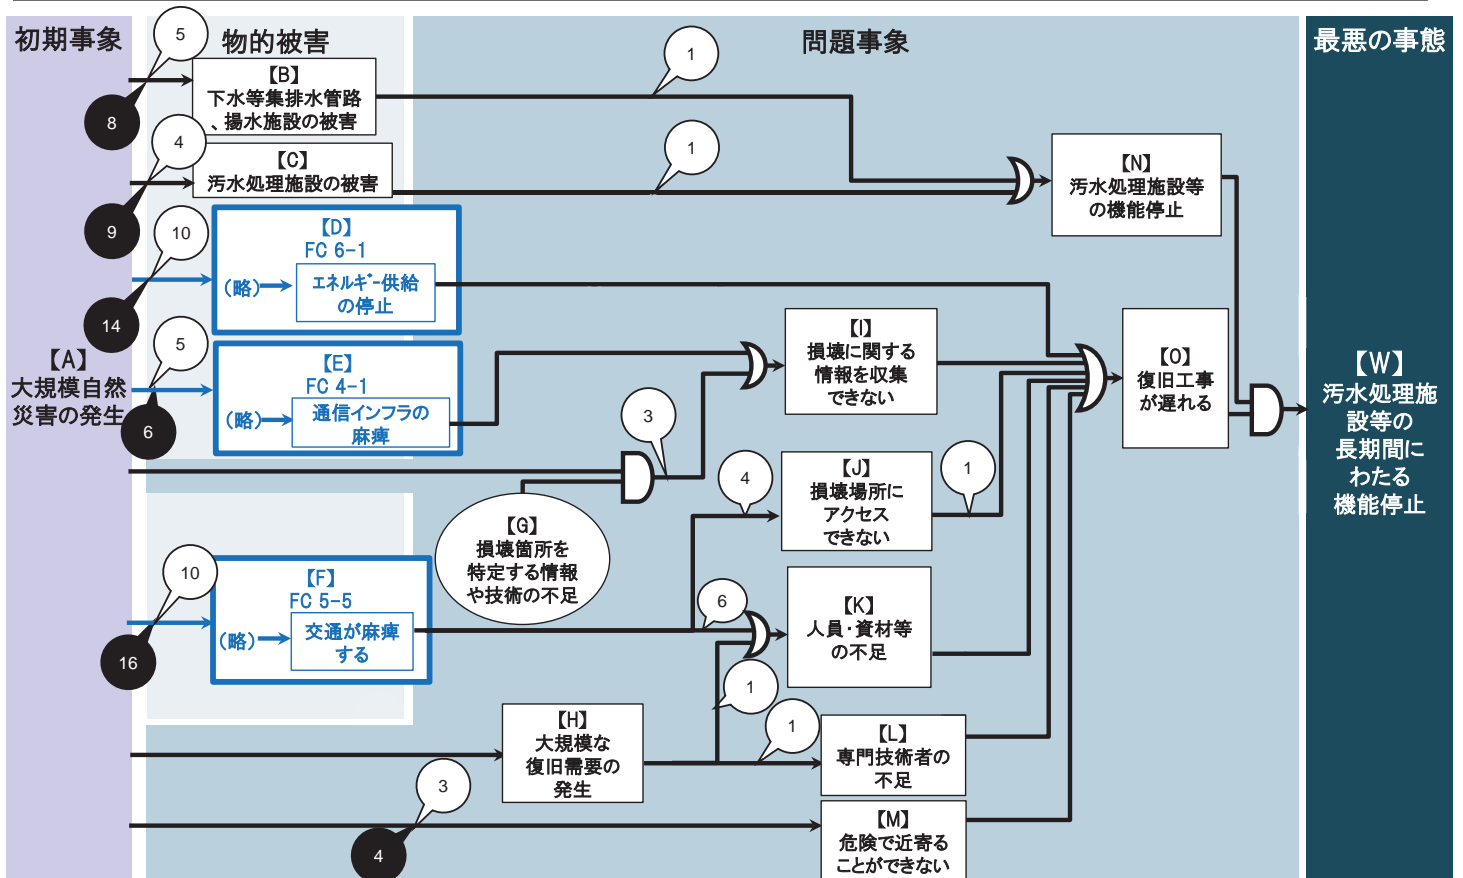 初期事象
物的被害
問題事象
最悪の事態
5
8
【B】
下水等集排水管路
、揚水施設の被害
1
4
9
【C】
汚水処理施設の被害
1
【N】
汚水処理施設等
の機能停止
10
14
【D】
FC 6-1
(略)
エネルギー供給
の停止
5
6
【E】
FC 4-1
(略)
通信インフラの
麻痺
【A】
大規模自然
災害の発生
【I】
損壊に関する
情報を収集
できない
【O】
復旧工事
が遅れる
【W】
汚水処理施
設等の
長期間に
わたる
機能停止
3
【G】
損壊箇所を
特定する情報
や技術の不足
4
【J】
損壊場所に
アクセス
できない
1
10
16
【F】
FC 5-5
(略)
交通が麻痺
する
6
【K】
人員・資材等
の不足
1
【H】
大規模な
復旧需要の
発生
1
【L】
専門技術者の
不足
3
4
【M】
危険で近寄る
ことができない